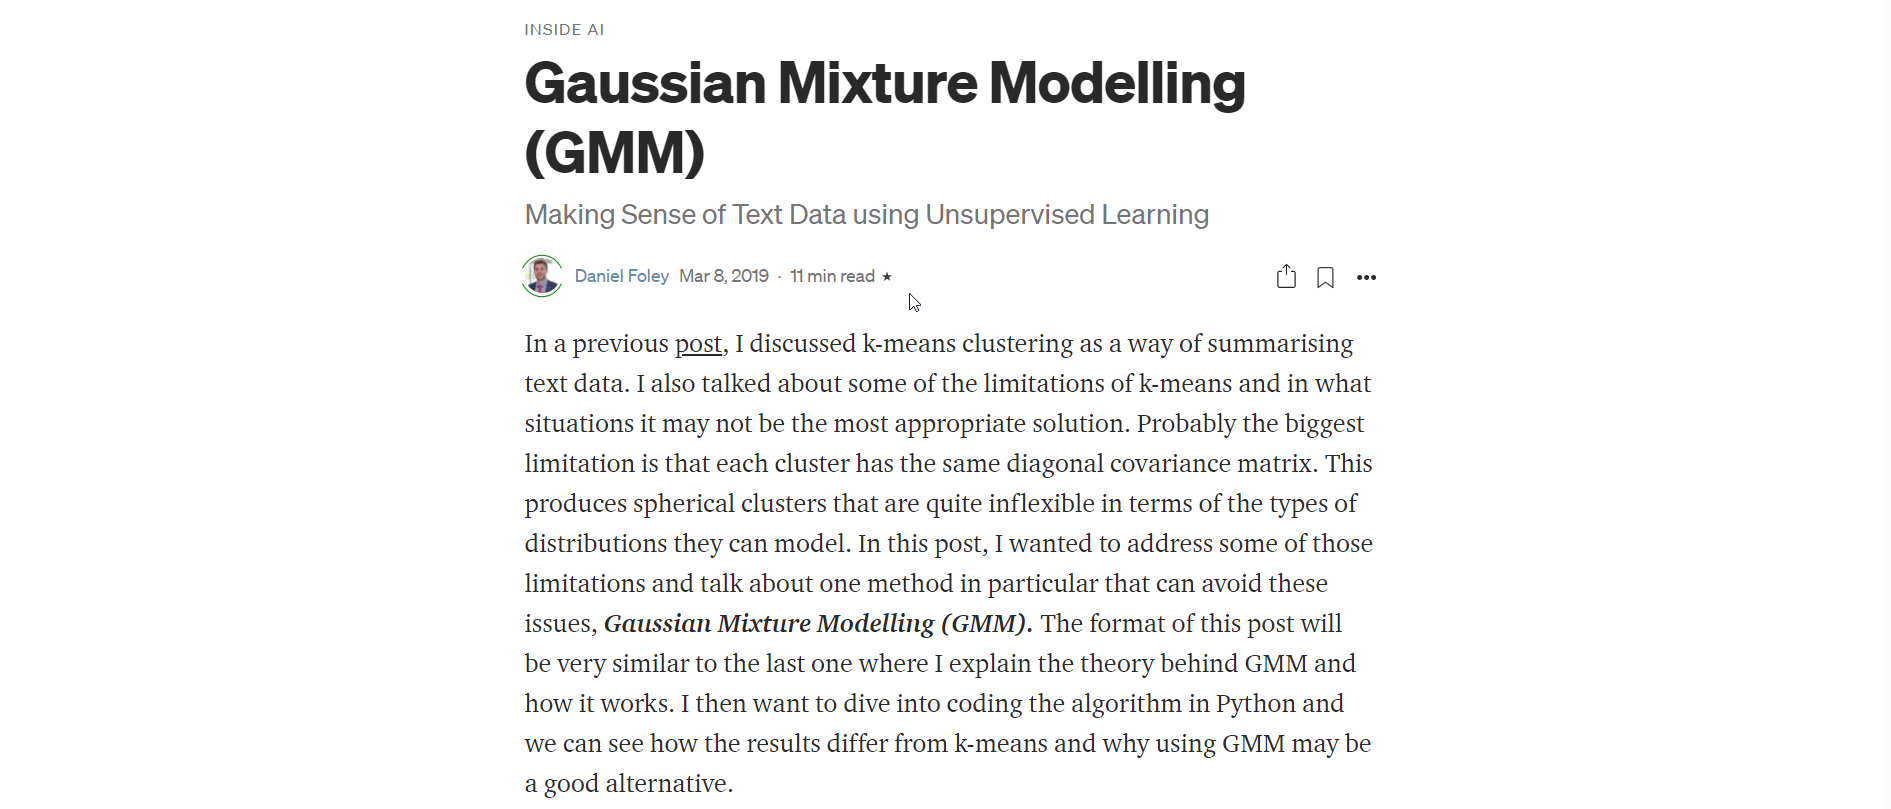 INSIDE AI
Gaussian Mixture Modelling
(GMM)
Making Sense of Text Data using Unsupervised Learning
Daniel Foley Mar 8, 2019 · 11 min read ★
In a previous post, I discussed k-means clustering as a way of summarising
text data. I also talked about some of the limitations of k-means and in what
situations it may not be the most appropriate solution. Probably the biggest
limitation is that each cluster has the same diagonal covariance matrix. This
produces spherical clusters that are quite inflexible in terms of the types of
distributions they can model. In this post, I wanted to address some of those
limitations and talk about one method in particular that can avoid these
issues, Gaussian Mixture Modelling (GMM). The format of this post will
be very similar to the last one where I explain the theory behind GMM and
how it works. I then want to dive into coding the algorithm in Python and
we can see how the results differ from k-means and why using GMM may be
a good alternative.